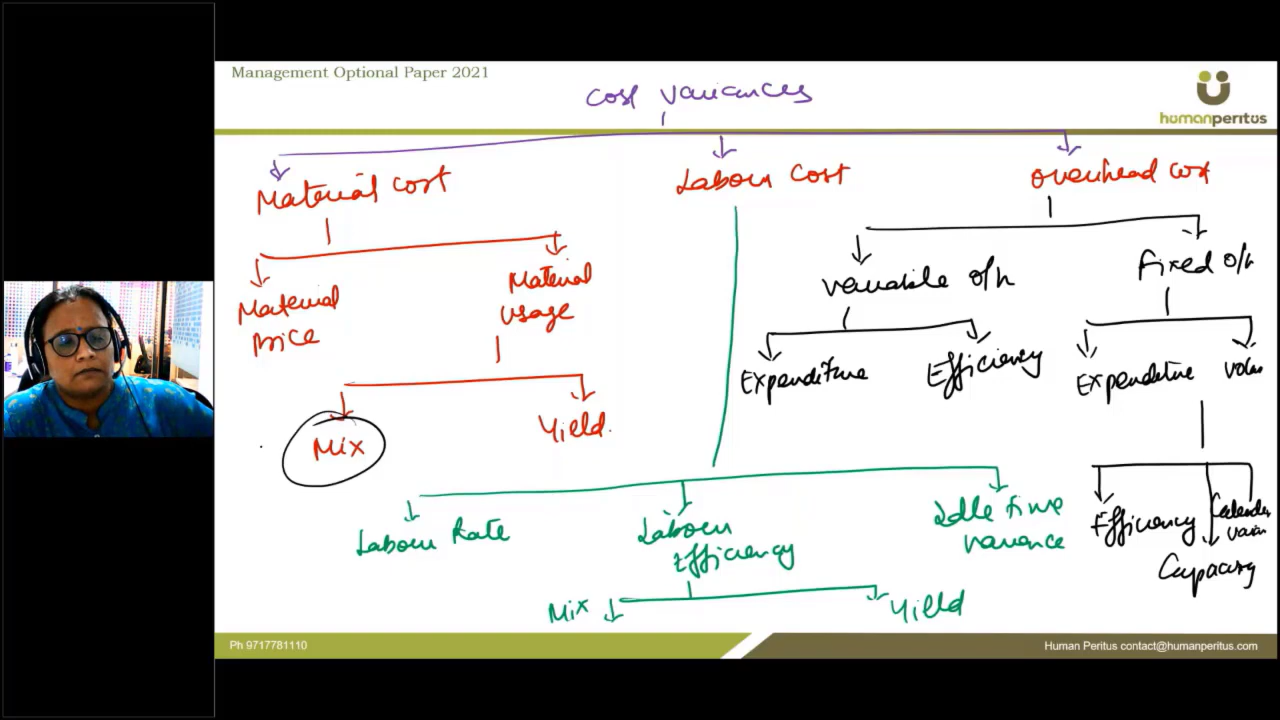 Management Optional Paper 2021
humanperitus
Cost variances
Material cost
Labour Cost
Overhead cost
Material
price
Material
usage
Variable o/h
Fixed o/h
Expenditure
Efficiency
Expenditure
Mix
Yield.
Labour Rate
Labour
Efficiency
Idle time
variance
Efficiency
Capacity
Mix
Yield
Ph 9717781110
Human Peritus contact@humanperitus.com